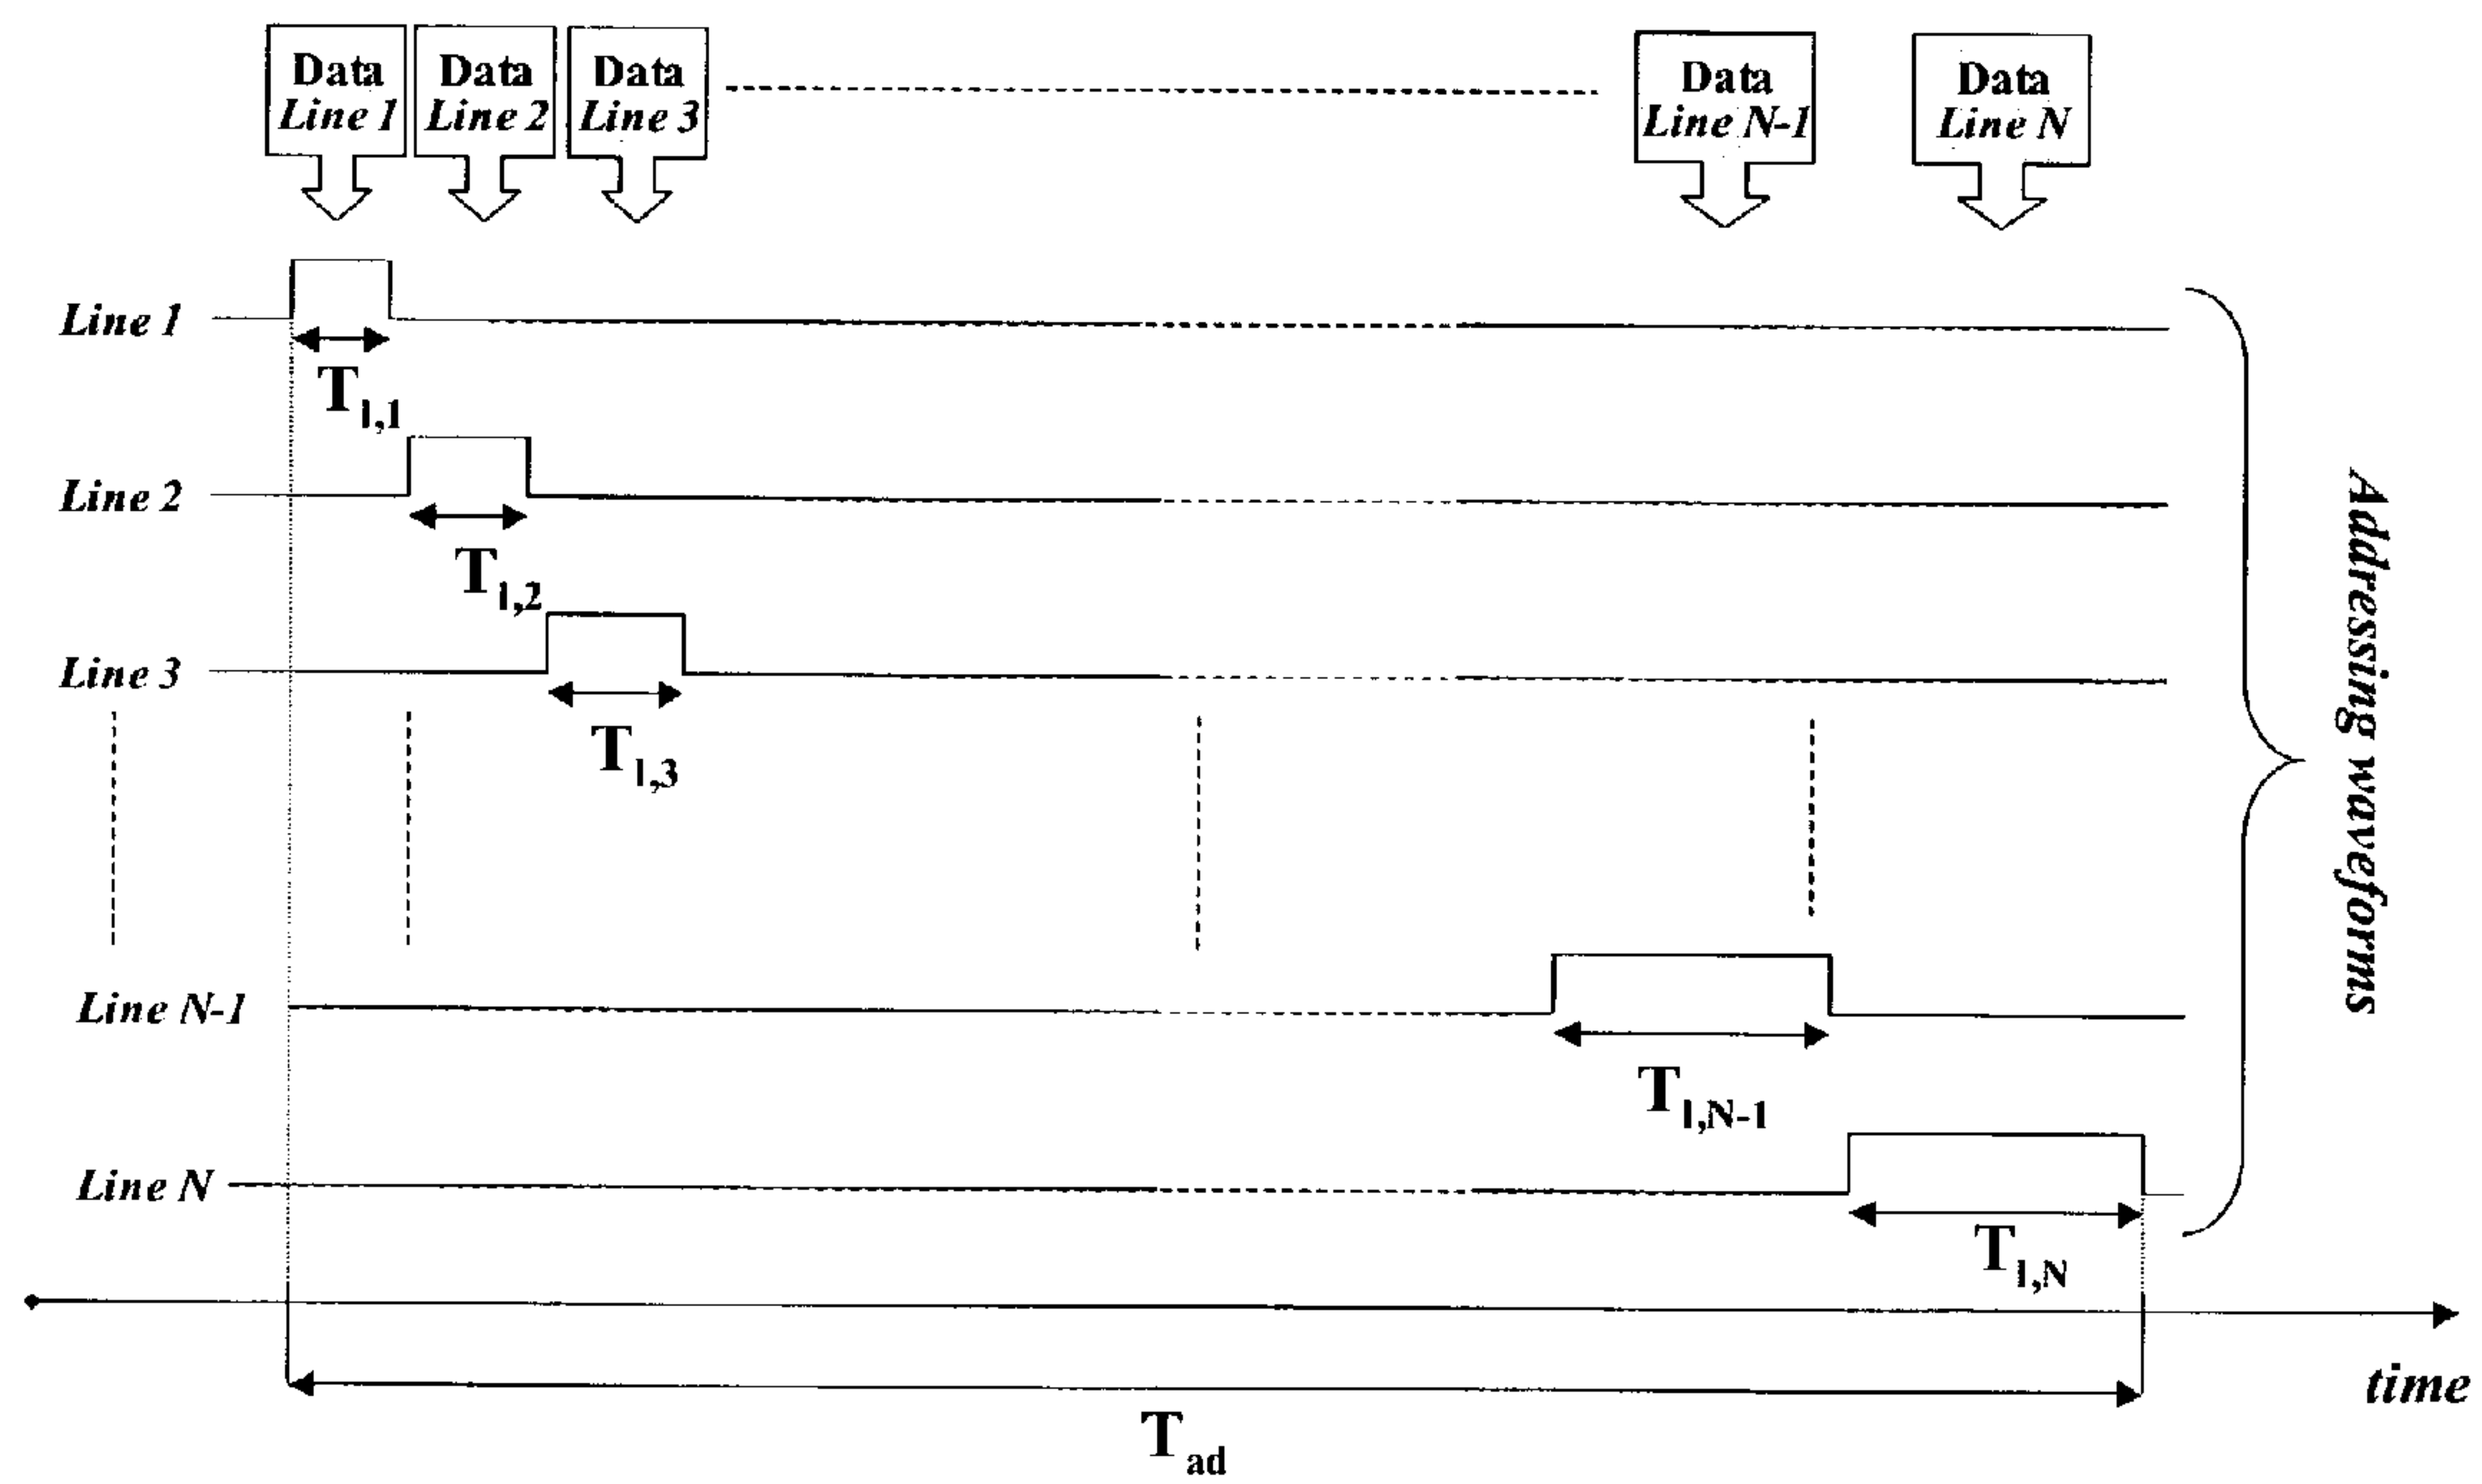 Data
Line 1
Data
Line 2
Data
Line 3
Data
Line N-1
Data
Line N
Line 1
T1,1
Line 2
T1,2
Line 3
T1,3
Line N-1
T1,N-1
Line N
T1,N
Addressing waveforms
time
Tad